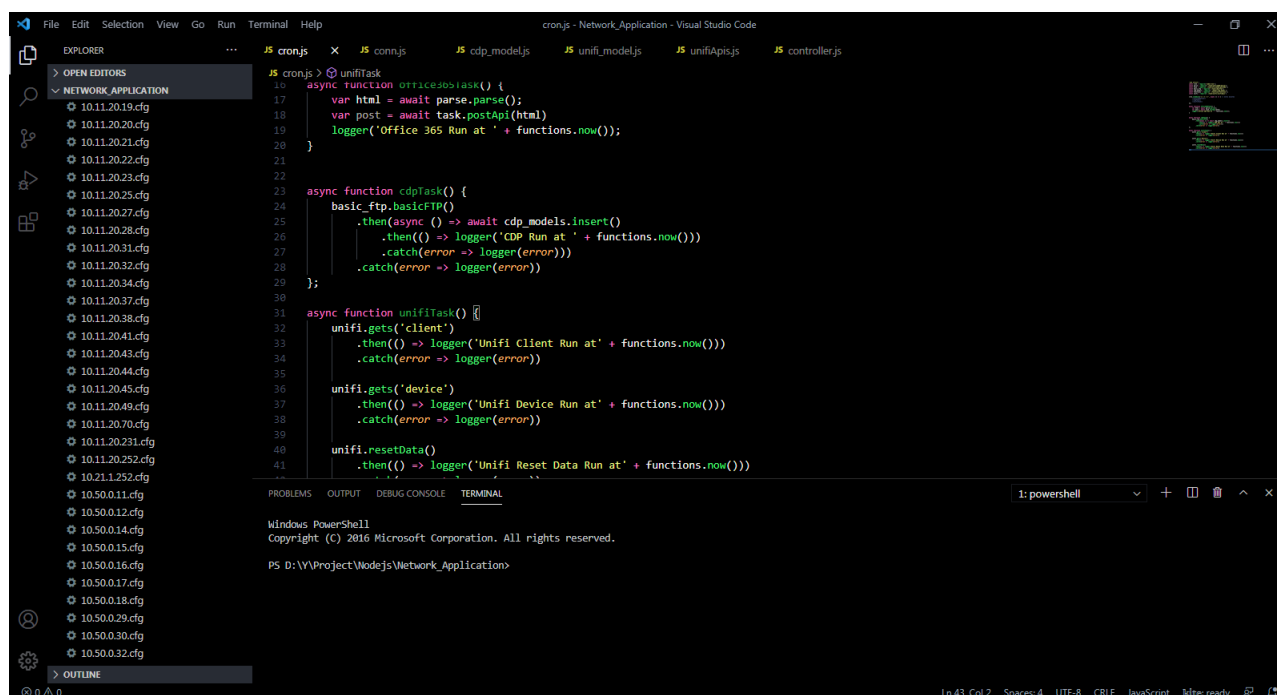 File Edit Selection View Go Run Terminal Help cron.js - Network_Application - Visual Studio Code
EXPLORER ···
OPEN EDITORS
NETWORK_APPLICATION
10.11.20.19.cfg
10.11.20.20.cfg
10.11.20.21.cfg
10.11.20.22.cfg
10.11.20.23.cfg
10.11.20.25.cfg
10.11.20.27.cfg
10.11.20.28.cfg
10.11.20.31.cfg
10.11.20.32.cfg
10.11.20.34.cfg
10.11.20.37.cfg
10.11.20.38.cfg
10.11.20.41.cfg
10.11.20.43.cfg
10.11.20.44.cfg
10.11.20.45.cfg
10.11.20.49.cfg
10.11.20.70.cfg
10.11.20.231.cfg
10.11.20.252.cfg
10.21.1.252.cfg
10.50.0.11.cfg
10.50.0.12.cfg
10.50.0.14.cfg
10.50.0.15.cfg
10.50.0.16.cfg
10.50.0.17.cfg
10.50.0.18.cfg
10.50.0.29.cfg
10.50.0.30.cfg
10.50.0.32.cfg
OUTLINE
JS cron.js JS conn.js JS cdp_model.js JS unifi_model.js JS unifiApis.js JS controller.js
JS cron.js > unifiTask
16 async function office365Task() {
17 var html = await parse.parse();
18 var post = await task.postApi(html)
19 logger('Office 365 Run at ' + functions.now());
20 }
21
22
23 async function cdpTask() {
24 basic_ftp.basicFTP()
25 .then(async () => await cdp_models.insert()
26 .then(() => logger('CDP Run at ' + functions.now()))
27 .catch(error => logger(error)))
28 .catch(error => logger(error))
29 };
30
31 async function unifiTask() {
32 unifi.gets('client')
33 .then(() => logger('Unifi Client Run at' + functions.now()))
34 .catch(error => logger(error))
35
36 unifi.gets('device')
37 .then(() => logger('Unifi Device Run at' + functions.now()))
38 .catch(error => logger(error))
39
40 unifi.resetData()
41 .then(() => logger('Unifi Reset Data Run at' + functions.now()))
PROBLEMS OUTPUT DEBUG CONSOLE TERMINAL 1: powershell
Windows PowerShell
Copyright (C) 2016 Microsoft Corporation. All rights reserved.
PS D:\Y\Project\Nodejs\Network_Application>
0 0 Ln 43, Col 2 Spaces: 4 UTF-8 CRLF JavaScript kite: ready